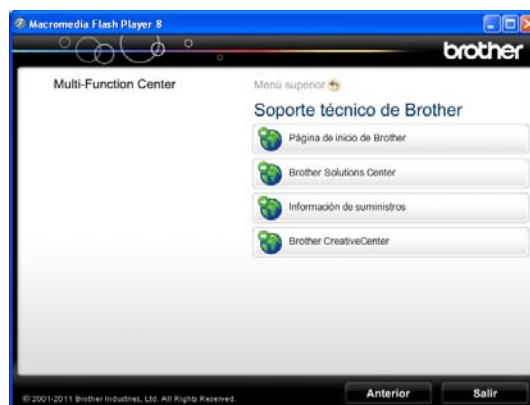 Macromedia Flash Player 8
brother
Multi-Function Center
Menú superior
Soporte técnico de Brother
Página de inicio de Brother
Brother Solutions Center
Información de suministros
Brother CreativeCenter
© 2001-2011 Brother Industries, Ltd. All Rights Reserved.
Anterior
Salir